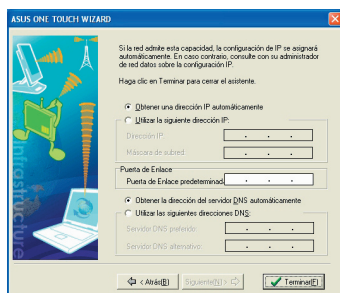 ASUS ONE TOUCH WIZARD
Si la red admite esta capacidad, la configuración de IP se asignará
automáticamente. En caso contrario, consulte con su administrador
de red datos sobre la configuración IP.
Haga clic en Terminar para cerrar el asistente.
Obtener una dirección IP automáticamente
Utilizar la siguiente dirección IP:
Dirección IP:
Máscara de subred:
Puerta de Enlace
Puerta de Enlace predeterminad
Obtener la dirección del servidor DNS automáticamente
Utilizar las siguientes direcciones DNS:
Servidor DNS preferido:
Servidor DNS alternativo:
< Atrás(B)
Siguiente(N) >
Terminar(F)
Infrastructure